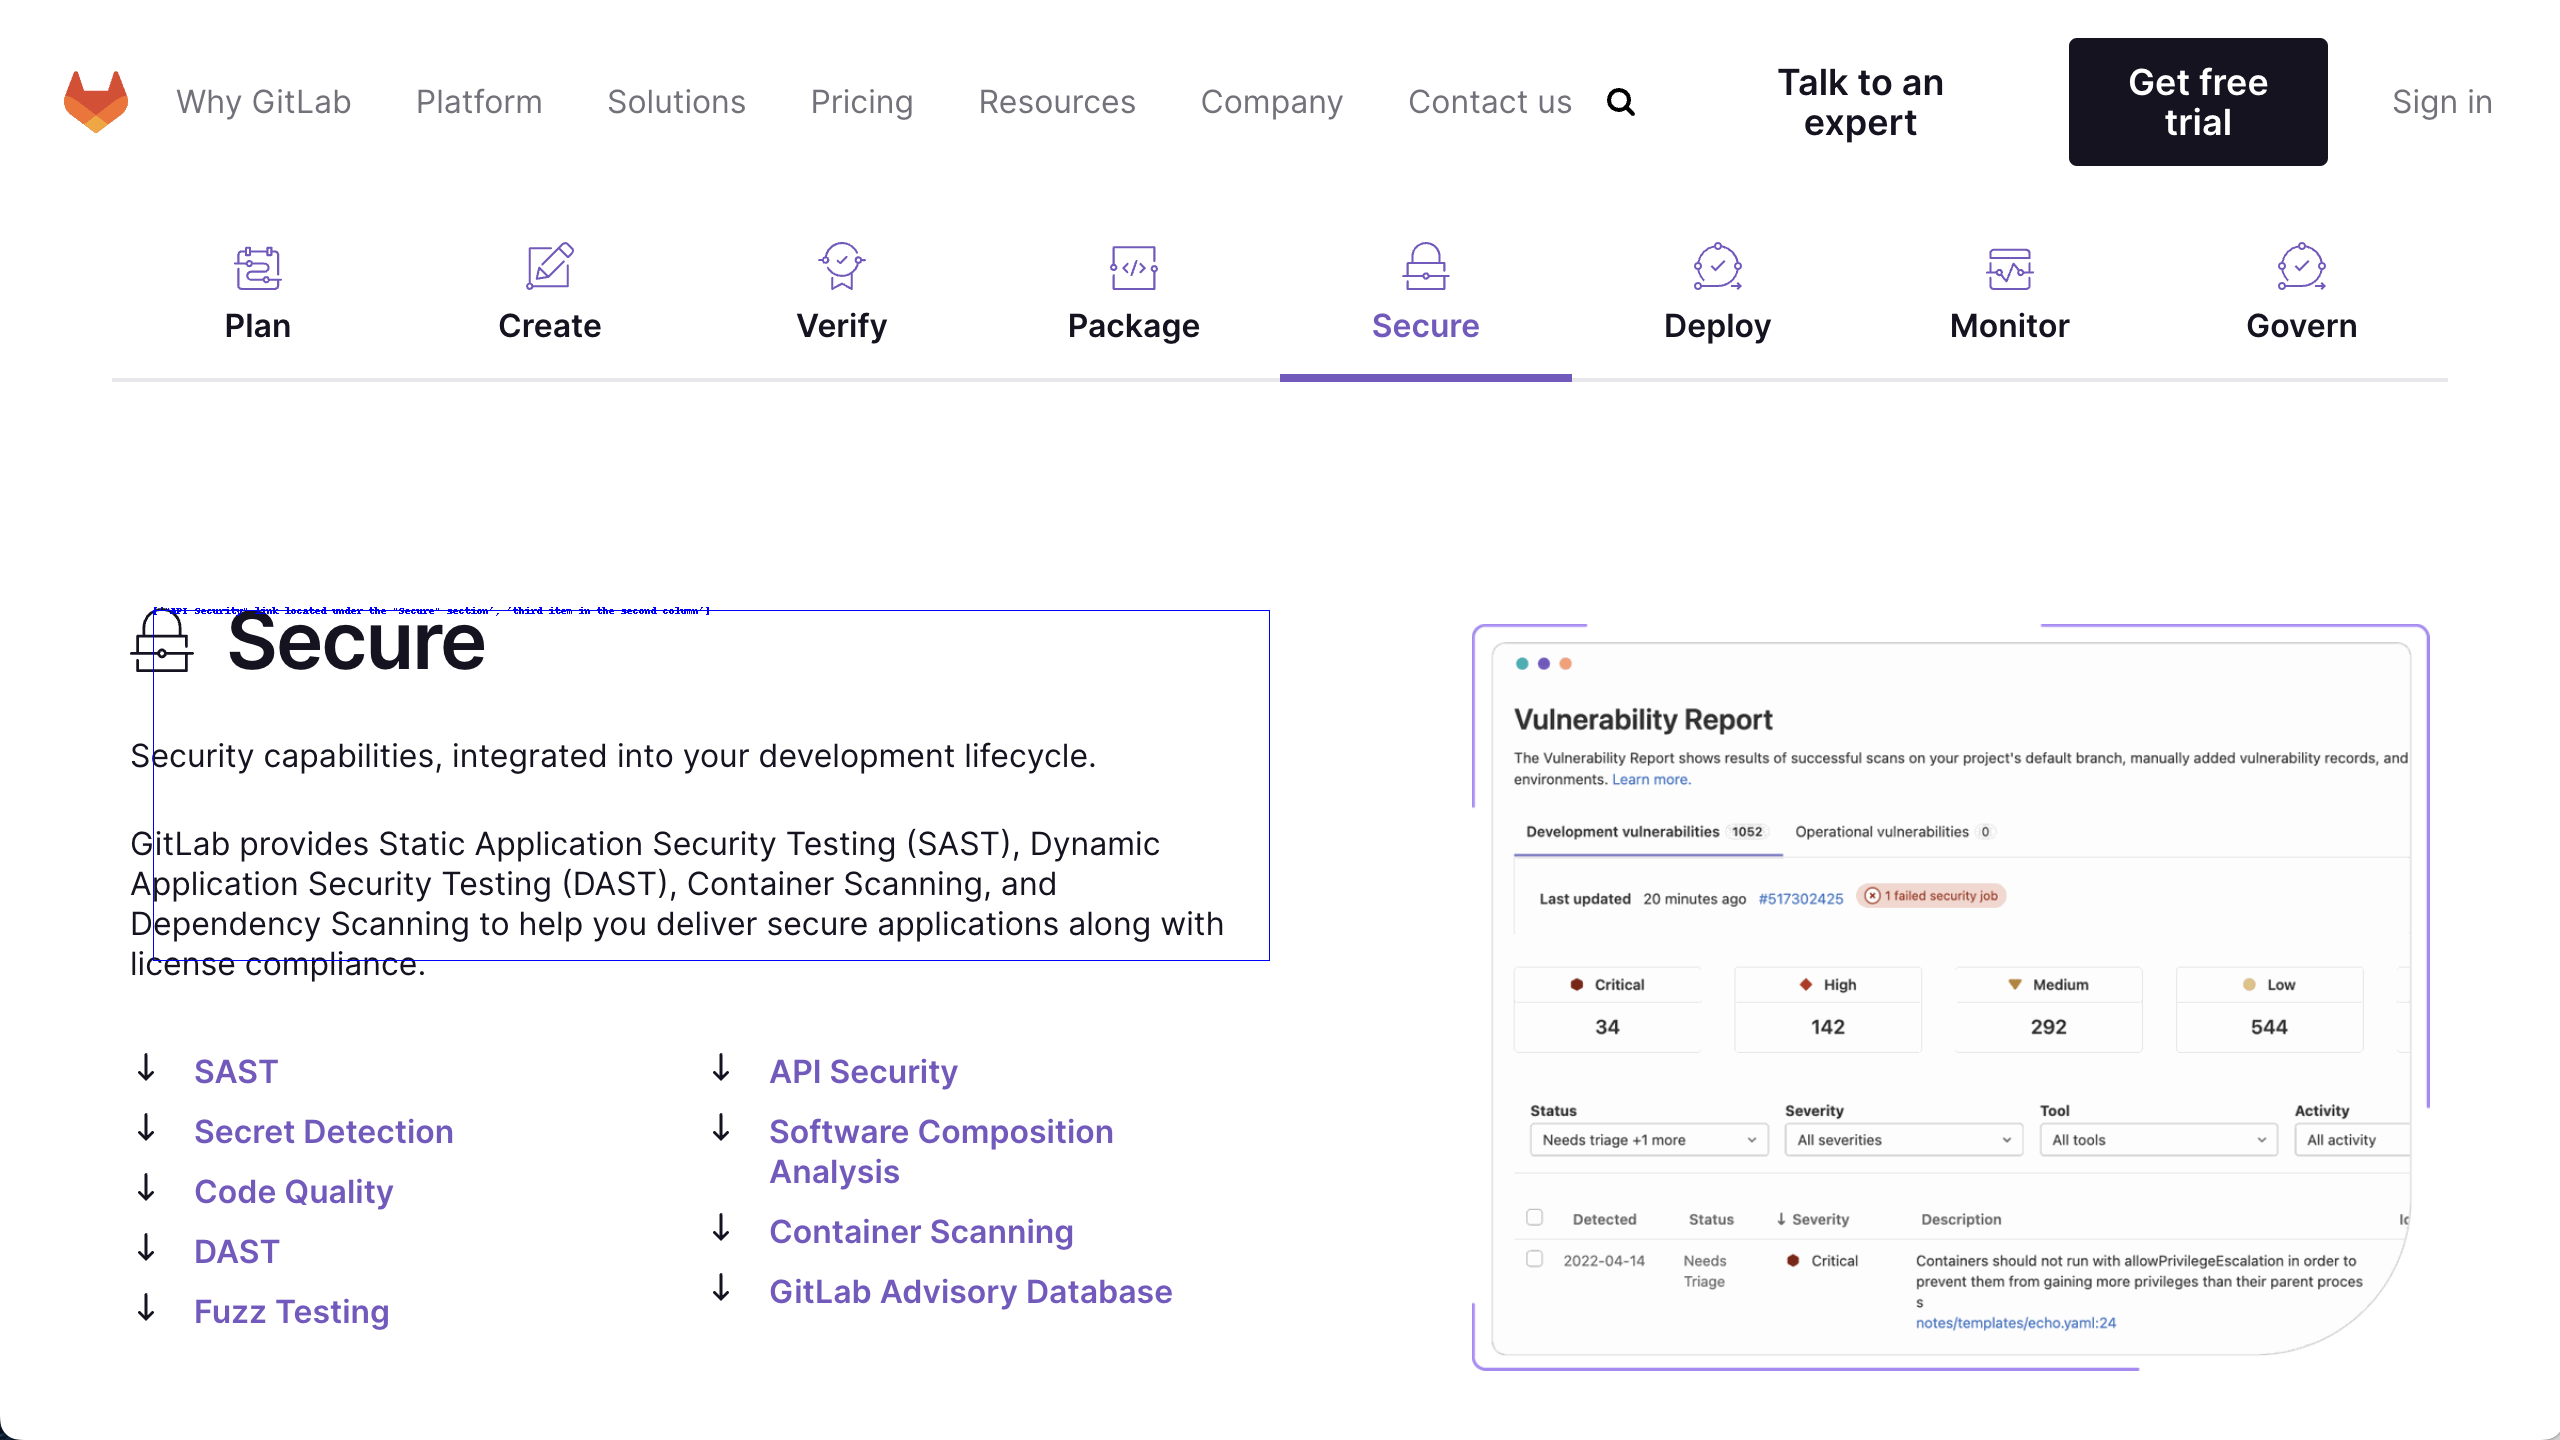 Why GitLab
Platform
Solutions
Pricing
Resources
Company
Contact us
Talk to an
expert
Get free
trial
Sign in
Plan
Create
Verify
Package
Secure
Deploy
Monitor
Govern
['"API Security" link located under the "Secure" section', 'third item in the second column']
Secure
Security capabilities, integrated into your development lifecycle.
GitLab provides Static Application Security Testing (SAST), Dynamic
Application Security Testing (DAST), Container Scanning, and
Dependency Scanning to help you deliver secure applications along with
license compliance.
SAST
Secret Detection
Code Quality
DAST
Fuzz Testing
API Security
Software Composition
Analysis
Container Scanning
GitLab Advisory Database
Vulnerability Report
The Vulnerability Report shows results of successful scans on your project's default branch, manually added vulnerability records, and
environments. Learn more.
Development vulnerabilities 1052 Operational vulnerabilities 0
Last updated 20 minutes ago #517302425 1 failed security job
Critical High Medium Low
34 142 292 544
Status Severity Tool Activity
Needs triage +1 more All severities All tools All activity
Detected Status ↓ Severity Description
2022-04-14 Needs Critical Containers should not run with allowPrivilegeEscalation in order to
Triage prevent them from gaining more privileges than their parent proces
s
notes/templates/echo.yaml:24